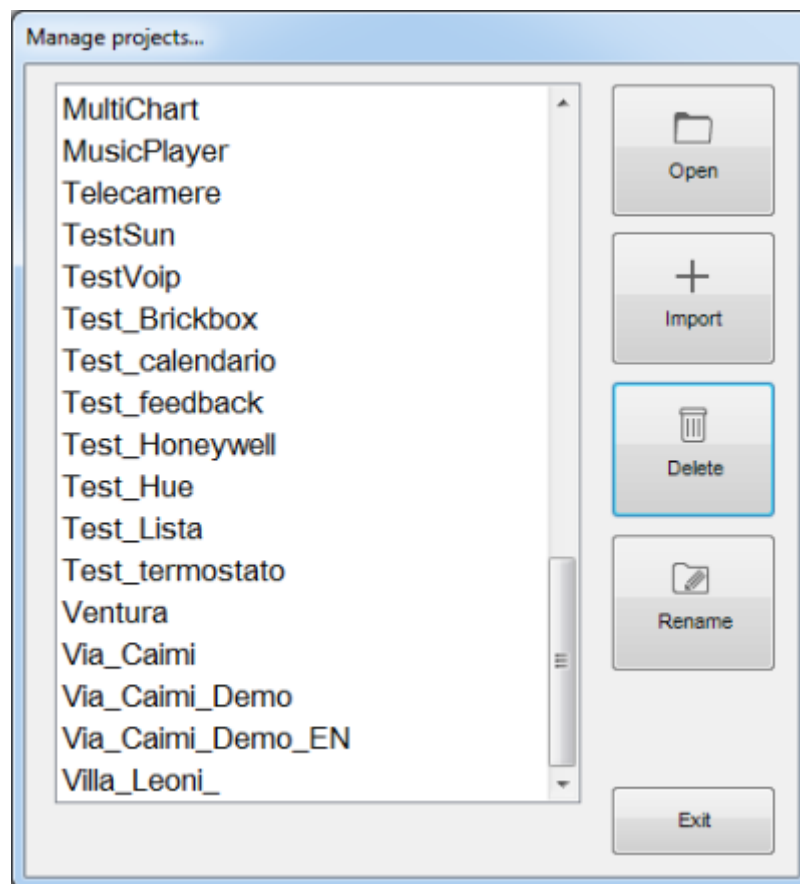 Manage projects...
MultiChart
MusicPlayer
Telecamere
TestSun
TestVoip
Test_Brickbox
Test_calendario
Test_feedback
Test_Honeywell
Test_Hue
Test_Lista
Test_termostato
Ventura
Via_Caimi
Via_Caimi_Demo
Via_Caimi_Demo_EN
Villa_Leoni_
Open
Import
Delete
Rename
Exit